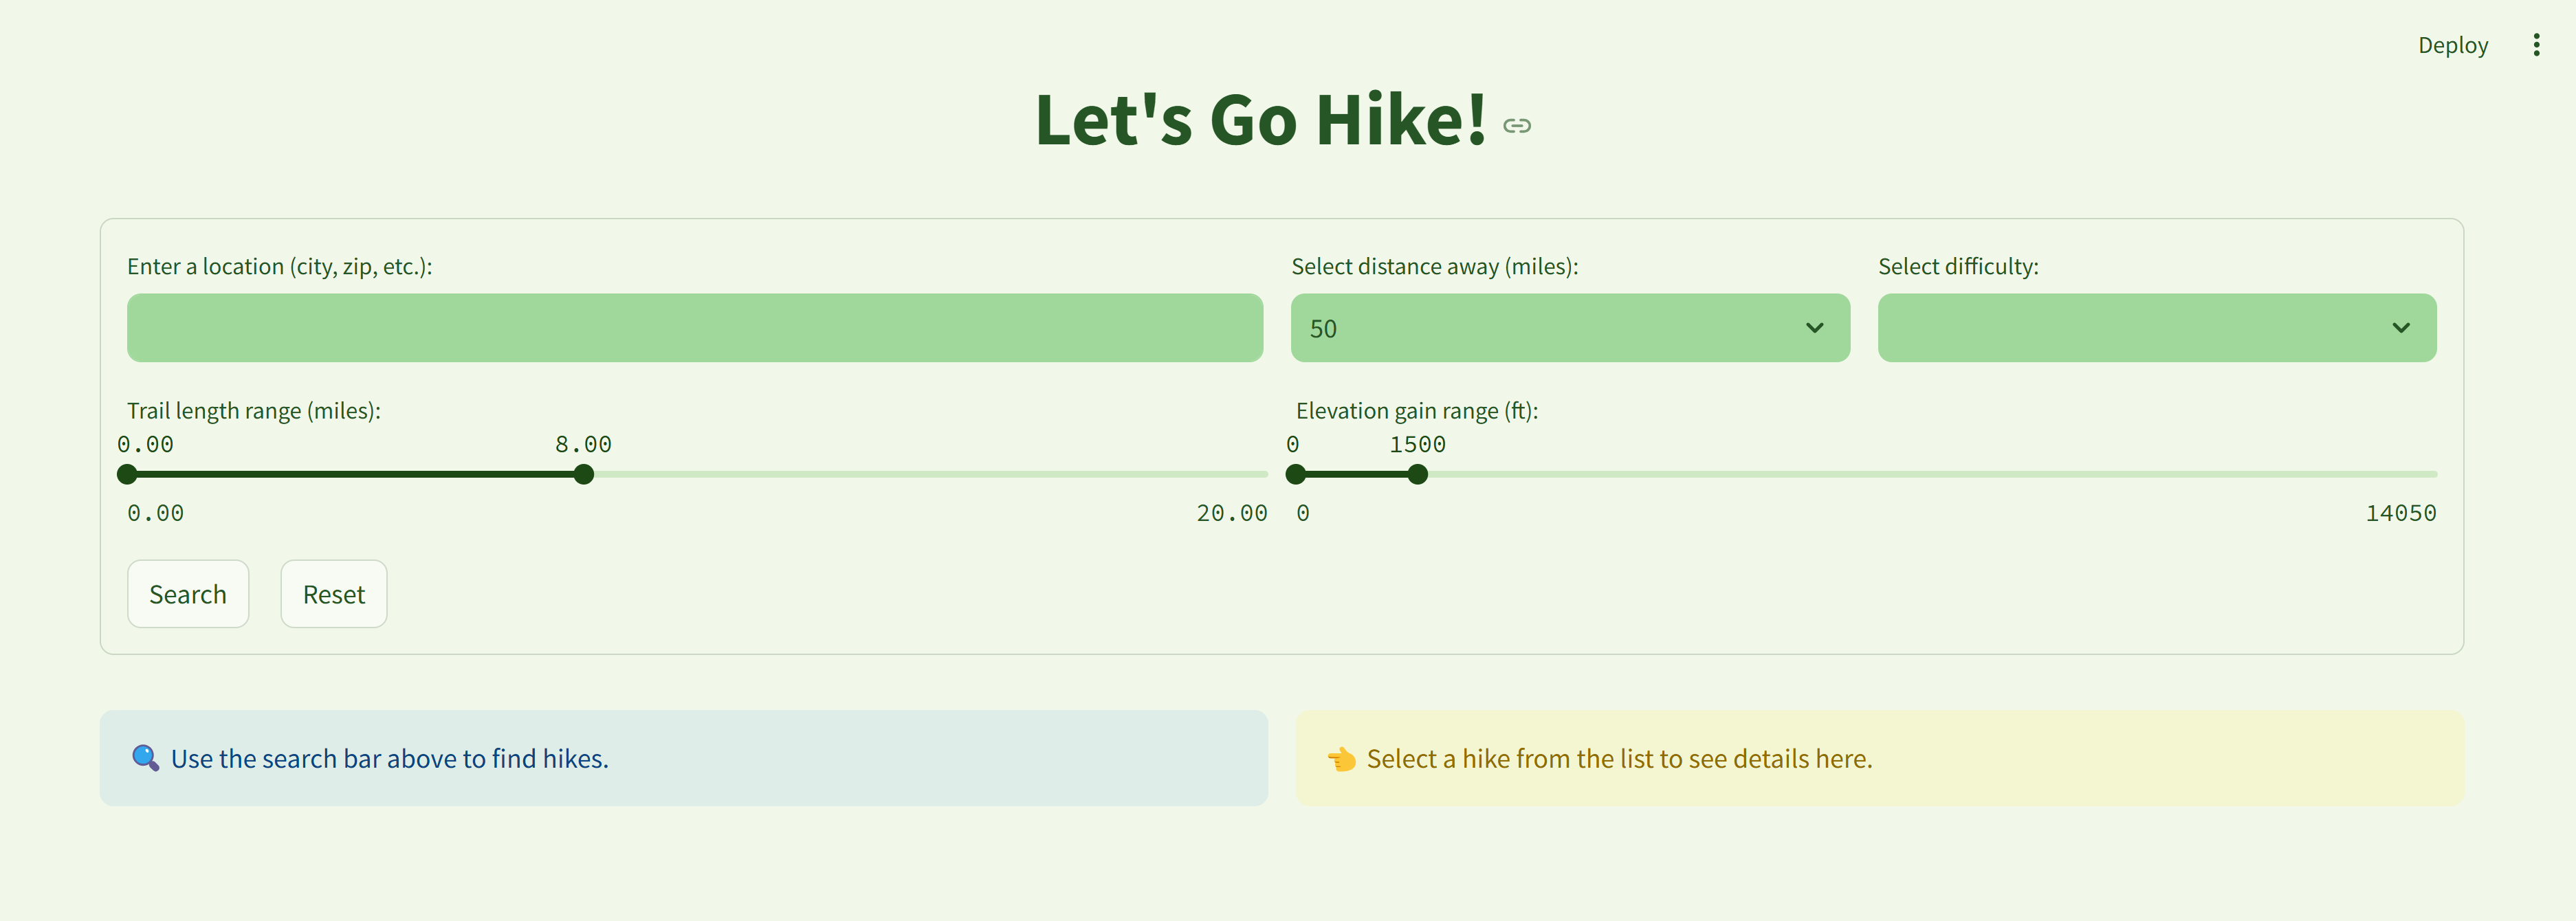 Deploy
Let's Go Hike!
Enter a location (city, zip, etc.):
Select distance away (miles):
Select difficulty:
50
Trail length range (miles):
Elevation gain range (ft):
0.00 8.00
0 1500
0.00 20.00
0 14050
Search
Reset
Use the search bar above to find hikes.
Select a hike from the list to see details here.